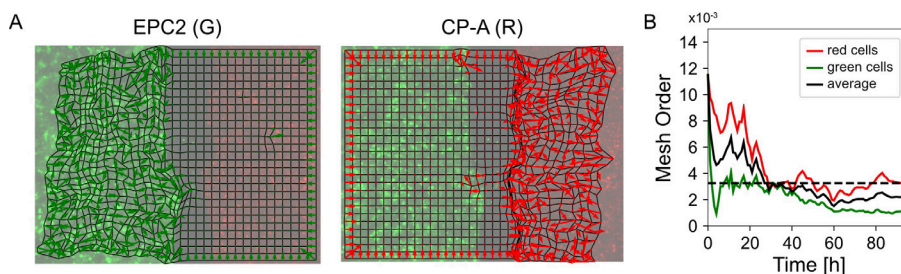 A
EPC2 (G)
CP-A (R)
B
x10⁻³
14
12
10
8
6
4
2
0
Mesh Order
red cells
green cells
average
0 20 40 60 80
Time [h]